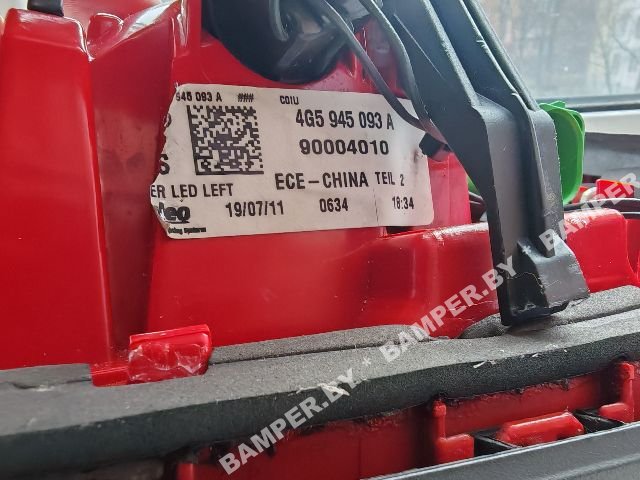 945 093 A ### COIU
4G5 945 093 A
90004010
ECE-CHINA TEIL 2
ER LED LEFT
19/07/11 0634 18:34
BAMPER.BY * BAMPER.BY * BAMPER.BY